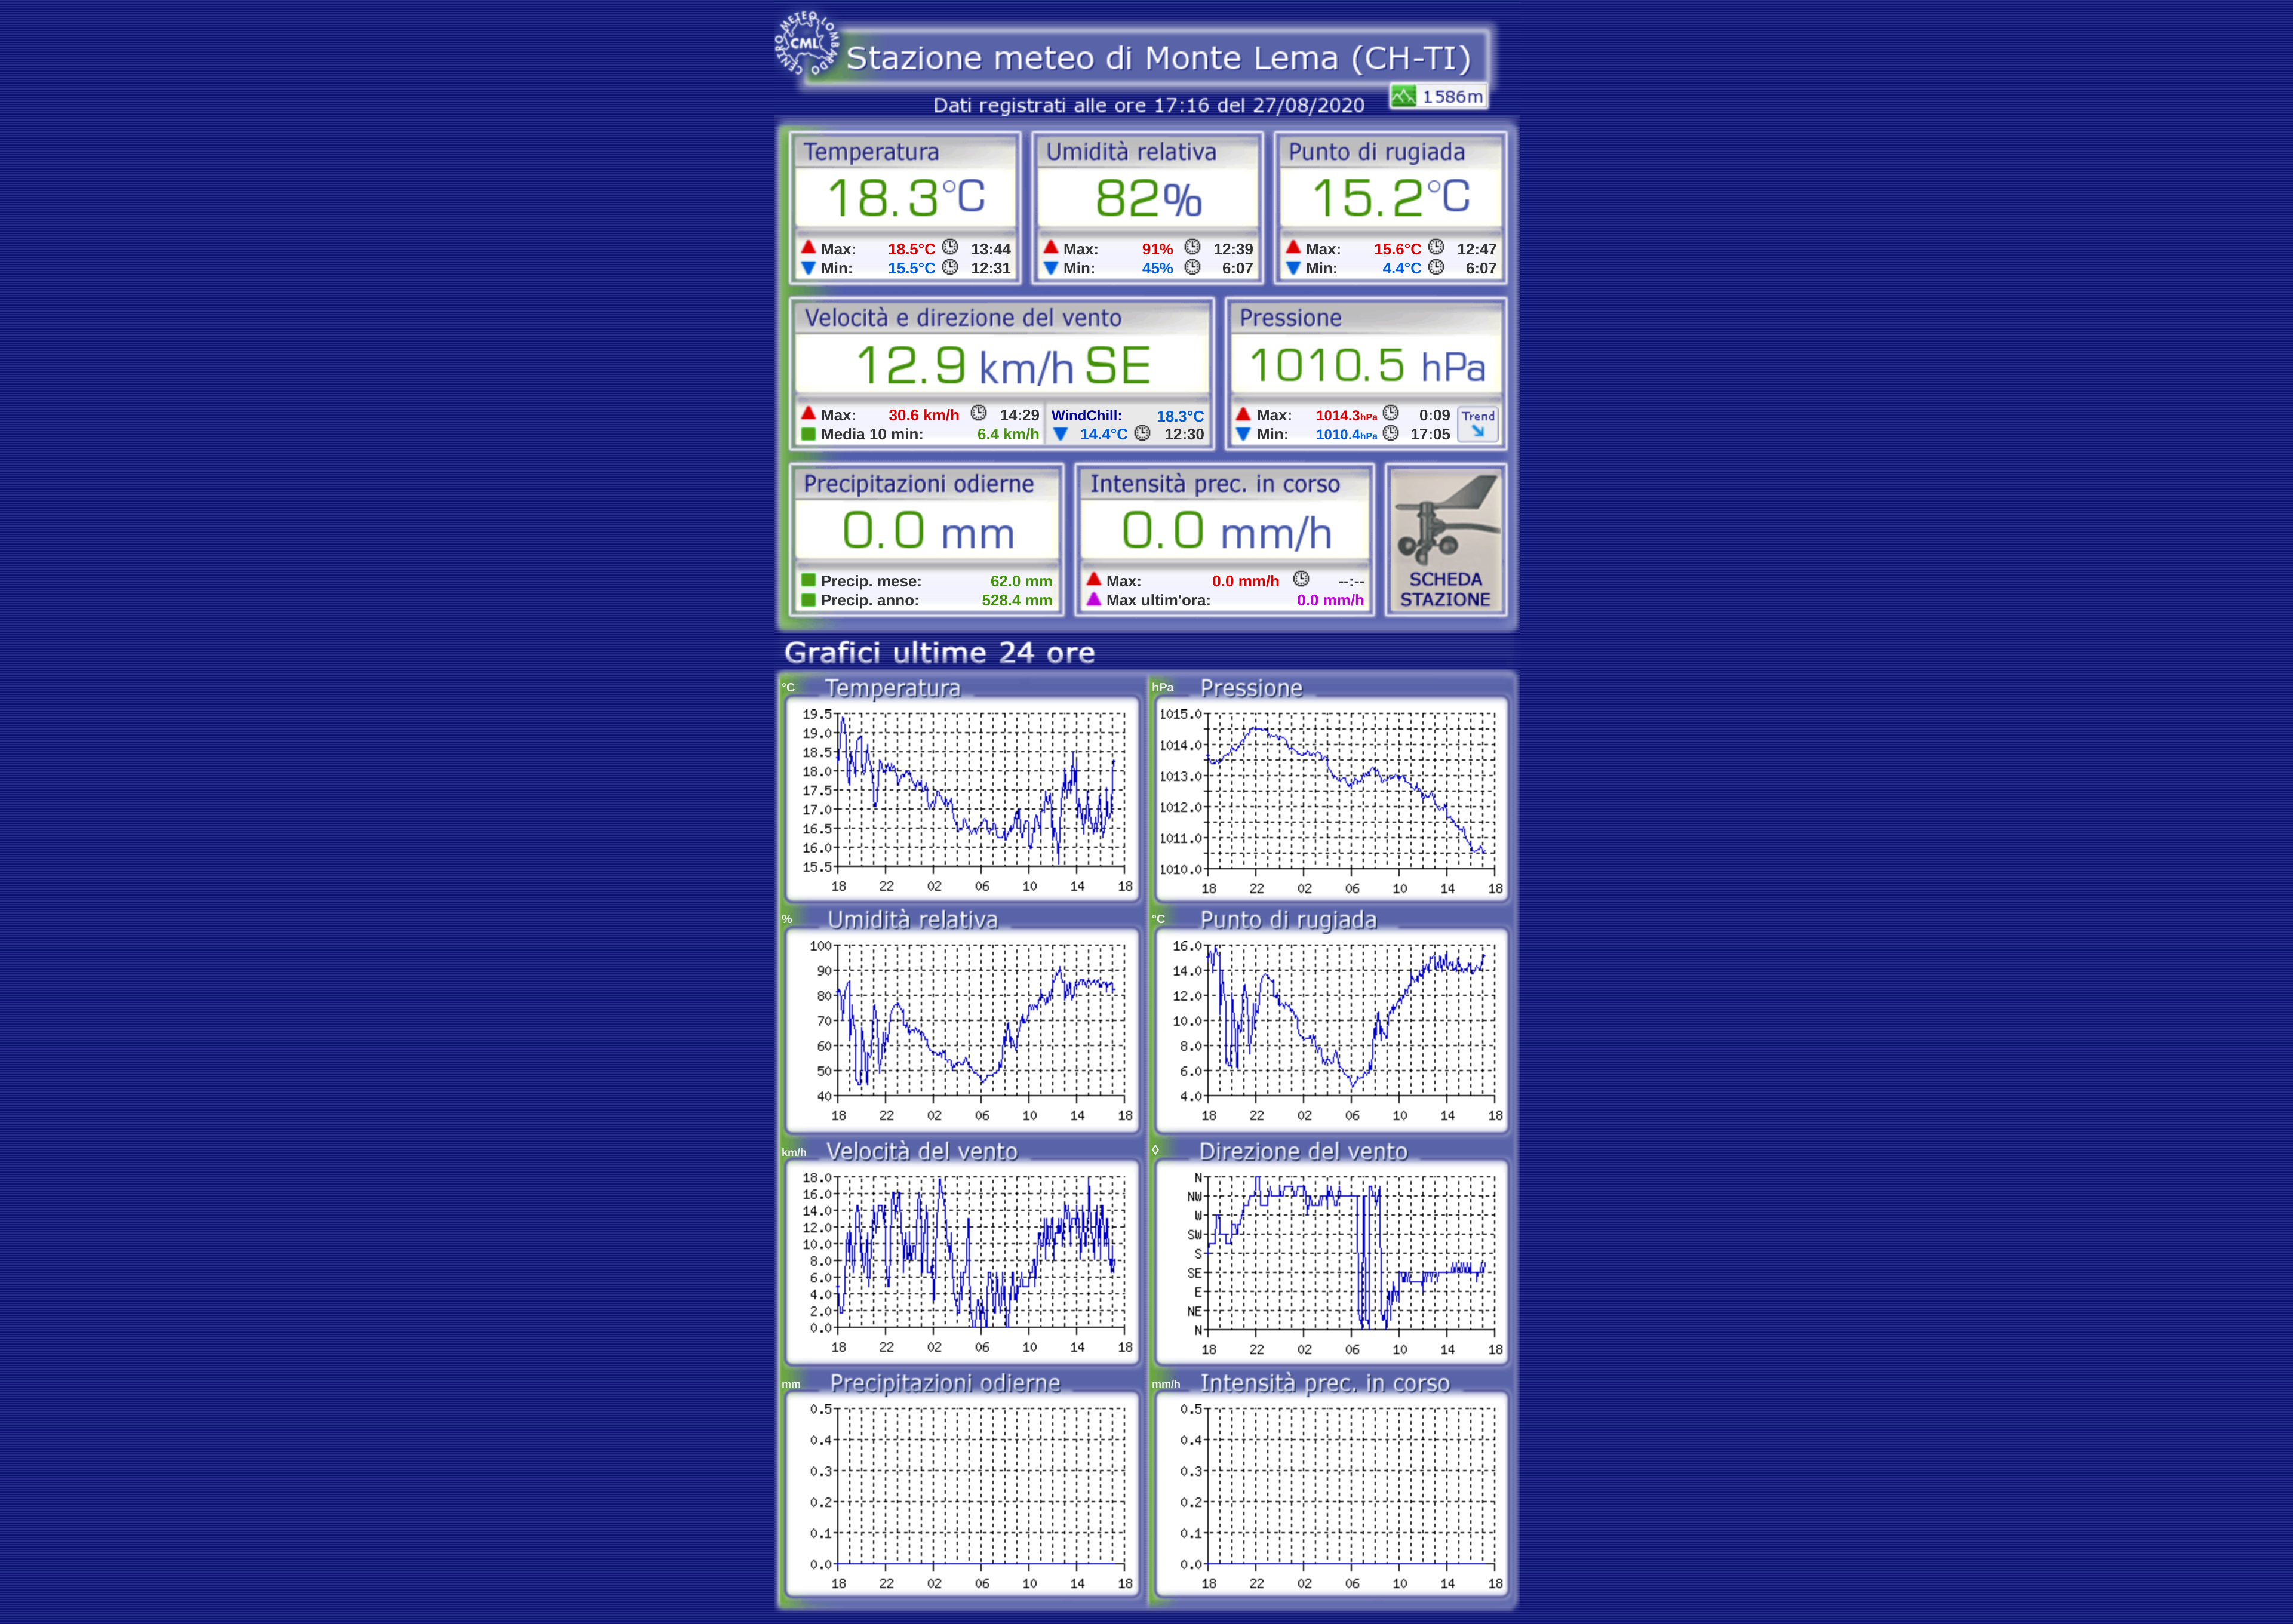 CENTRO METEO LOMBARDO
CML
Stazione meteo di Monte Lema (CH-TI)
Dati registrati alle ore 17:16 del 27/08/2020
1586m
Temperatura
18.3°C
Max: 18.5°C 13:44
Min: 15.5°C 12:31
Umidità relativa
82%
Max: 91% 12:39
Min: 45% 6:07
Punto di rugiada
15.2°C
Max: 15.6°C 12:47
Min: 4.4°C 6:07
Velocità e direzione del vento
12.9 km/h SE
Max: 30.6 km/h 14:29
Media 10 min: 6.4 km/h
WindChill: 18.3°C
14.4°C 12:30
Pressione
1010.5 hPa
Max: 1014.3hPa 0:09
Min: 1010.4hPa 17:05
Trend
Precipitazioni odierne
0.0 mm
Precip. mese: 62.0 mm
Precip. anno: 528.4 mm
Intensità prec. in corso
0.0 mm/h
Max: 0.0 mm/h --:--
Max ultim'ora: 0.0 mm/h
SCHEDA
STAZIONE
Grafici ultime 24 ore
°C Temperatura
19.5
19.0
18.5
18.0
17.5
17.0
16.5
16.0
15.5
18 22 02 06 10 14 18
hPa Pressione
1015.0
1014.0
1013.0
1012.0
1011.0
1010.0
18 22 02 06 10 14 18
% Umidità relativa
100
90
80
70
60
50
40
18 22 02 06 10 14 18
°C Punto di rugiada
16.0
14.0
12.0
10.0
8.0
6.0
4.0
18 22 02 06 10 14 18
km/h Velocità del vento
18.0
16.0
14.0
12.0
10.0
8.0
6.0
4.0
2.0
0.0
18 22 02 06 10 14 18
◊ Direzione del vento
N
NW
W
SW
S
SE
E
NE
N
18 22 02 06 10 14 18
mm Precipitazioni odierne
0.5
0.4
0.3
0.2
0.1
0.0
18 22 02 06 10 14 18
mm/h Intensità prec. in corso
0.5
0.4
0.3
0.2
0.1
0.0
18 22 02 06 10 14 18